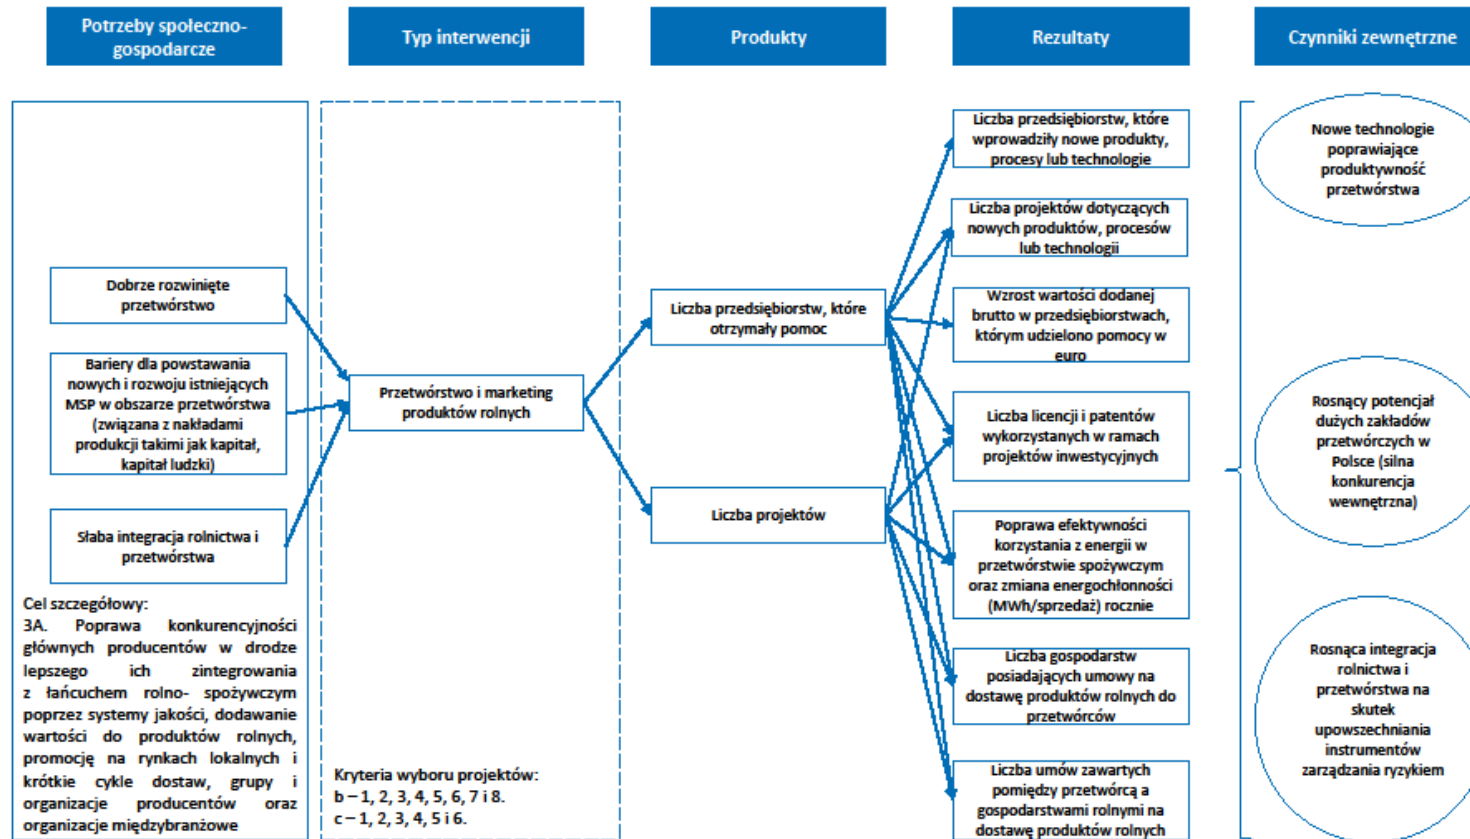 Potrzeby społeczno-
gospodarcze
Typ interwencji
Produkty
Rezultaty
Czynniki zewnętrzne
Dobrze rozwinięte
przetwórstwo
Bariery dla powstawania
nowych i rozwoju istniejących
MSP w obszarze przetwórstwa
(związana z nakładami
produkcji takimi jak kapitał,
kapitał ludzki)
Słaba integracja rolnictwa i
przetwórstwa
Cel szczegółowy:
3A. Poprawa konkurencyjności
głównych producentów w drodze
lepszego ich zintegrowania
z łańcuchem rolno- spożywczym
poprzez systemy jakości, dodawanie
wartości do produktów rolnych,
promocję na rynkach lokalnych i
krótkie cykle dostaw, grupy i
organizacje producentów oraz
organizacje międzybranżowe
Przetwórstwo i marketing
produktów rolnych
Kryteria wyboru projektów:
b – 1, 2, 3, 4, 5, 6, 7 i 8.
c – 1, 2, 3, 4, 5 i 6.
Liczba przedsiębiorstw, które
otrzymały pomoc
Liczba projektów
Liczba przedsiębiorstw, które
wprowadziły nowe produkty,
procesy lub technologie
Liczba projektów dotyczących
nowych produktów, procesów
lub technologii
Wzrost wartości dodanej
brutto w przedsiębiorstwach,
którym udzielono pomocy w
euro
Liczba licencji i patentów
wykorzystanych w ramach
projektów inwestycyjnych
Poprawa efektywności
korzystania z energii w
przetwórstwie spożywczym
oraz zmiana energochłonności
(MWh/sprzedaż) rocznie
Liczba gospodarstw
posiadających umowy na
dostawę produktów rolnych do
przetwórców
Liczba umów zawartych
pomiędzy przetwórcą a
gospodarstwami rolnymi na
dostawę produktów rolnych
Nowe technologie
poprawiające
produktywność
przetwórstwa
Rosnący potencjał
dużych zakładów
przetwórczych w
Polsce (silna
konkurencja
wewnętrzna)
Rosnąca integracja
rolnictwa i
przetwórstwa na
skutek
upowszechniania
instrumentów
zarządzania ryzykiem